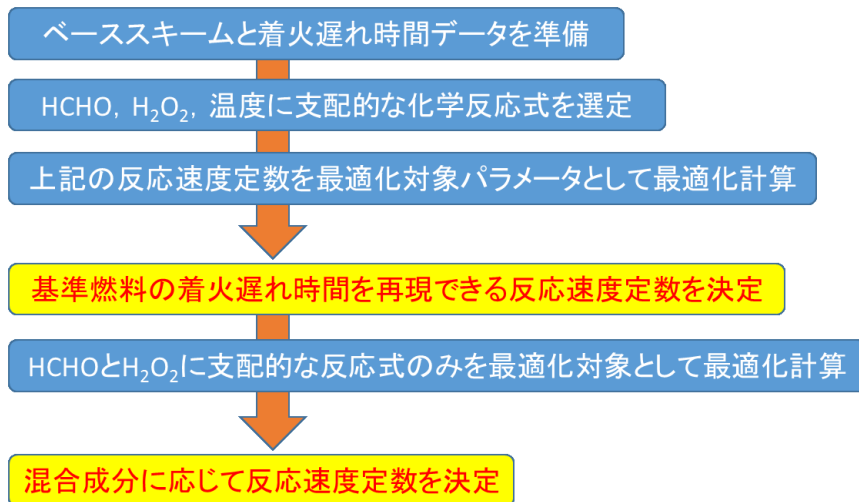 ベーススキームと着火遅れ時間データを準備
HCHO, H₂O₂, 温度に支配的な化学反応式を選定
上記の反応速度定数を最適化対象パラメータとして最適化計算
基準燃料の着火遅れ時間を再現できる反応速度定数を決定
HCHOとH₂O₂に支配的な反応式のみを最適化対象として最適化計算
混合成分に応じて反応速度定数を決定